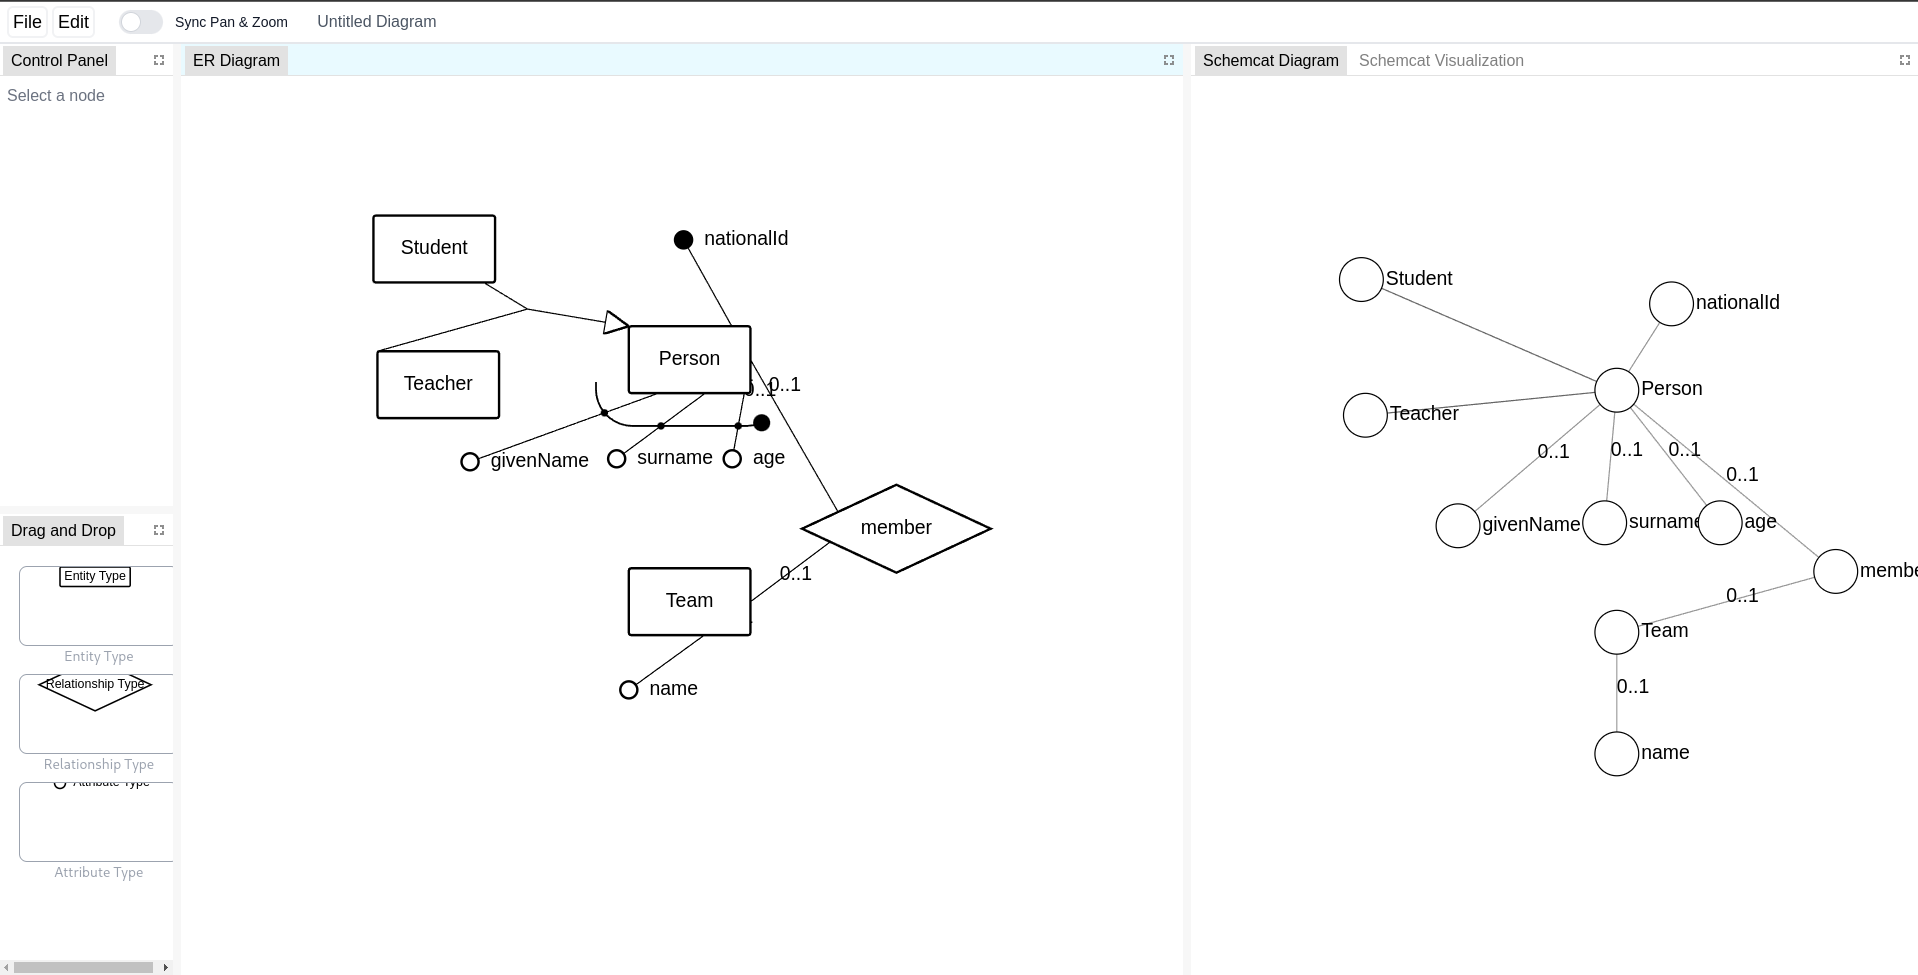 File Edit Sync Pan & Zoom Untitled Diagram
Control Panel
Select a node
Drag and Drop
Entity Type
Entity Type
Relationship Type
Relationship Type
Attribute Type
Attribute Type
ER Diagram
Student
nationalId
Person
Teacher
0..1
0..1
givenName
surname
age
member
0..1
Team
name
Schemcat Diagram Schemcat Visualization
Student
nationalId
Person
Teacher
0..1
0..1
0..1
0..1
givenName
surname
age
membe
0..1
Team
0..1
name